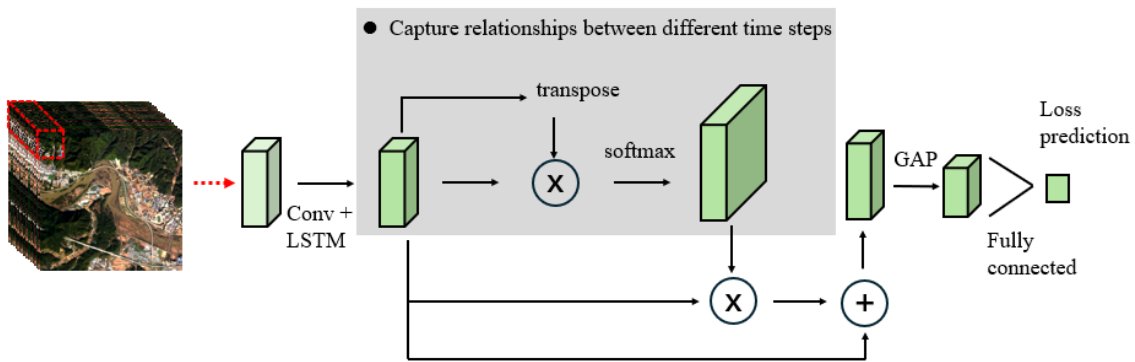 ● Capture relationships between different time steps
transpose
softmax
X
Conv +
LSTM
X
+
GAP
Loss
prediction
Fully
connected